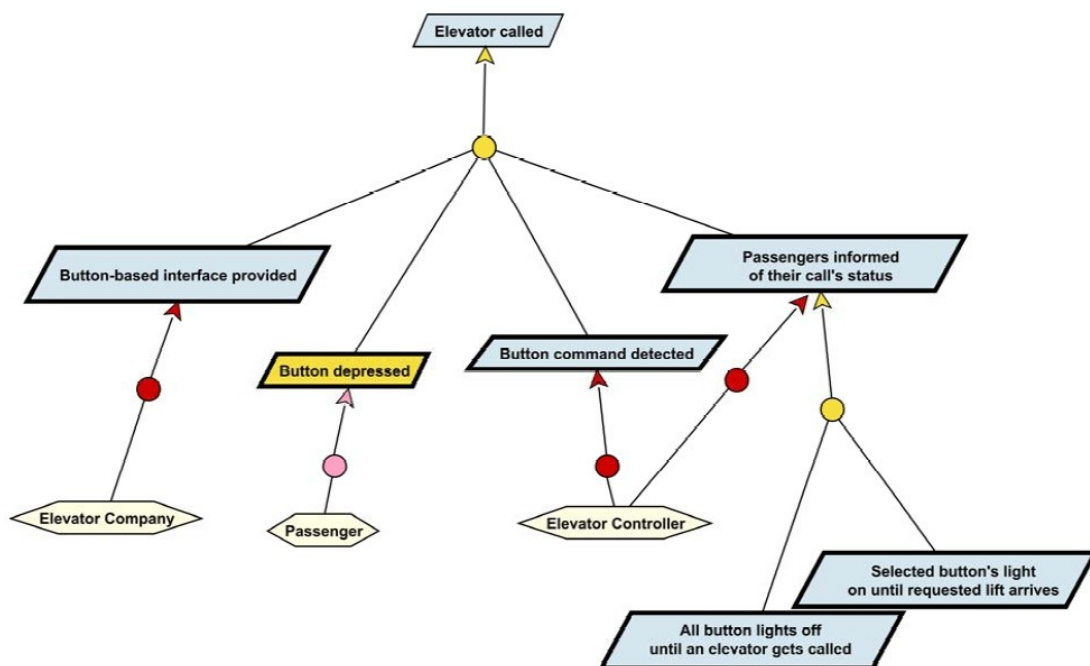 Elevator called
Button-based interface provided
Passengers informed
of their call's status
Button depressed
Button command detected
Elevator Company
Passenger
Elevator Controller
Selected button's light
on until requested lift arrives
All button lights off
until an elevator gets called